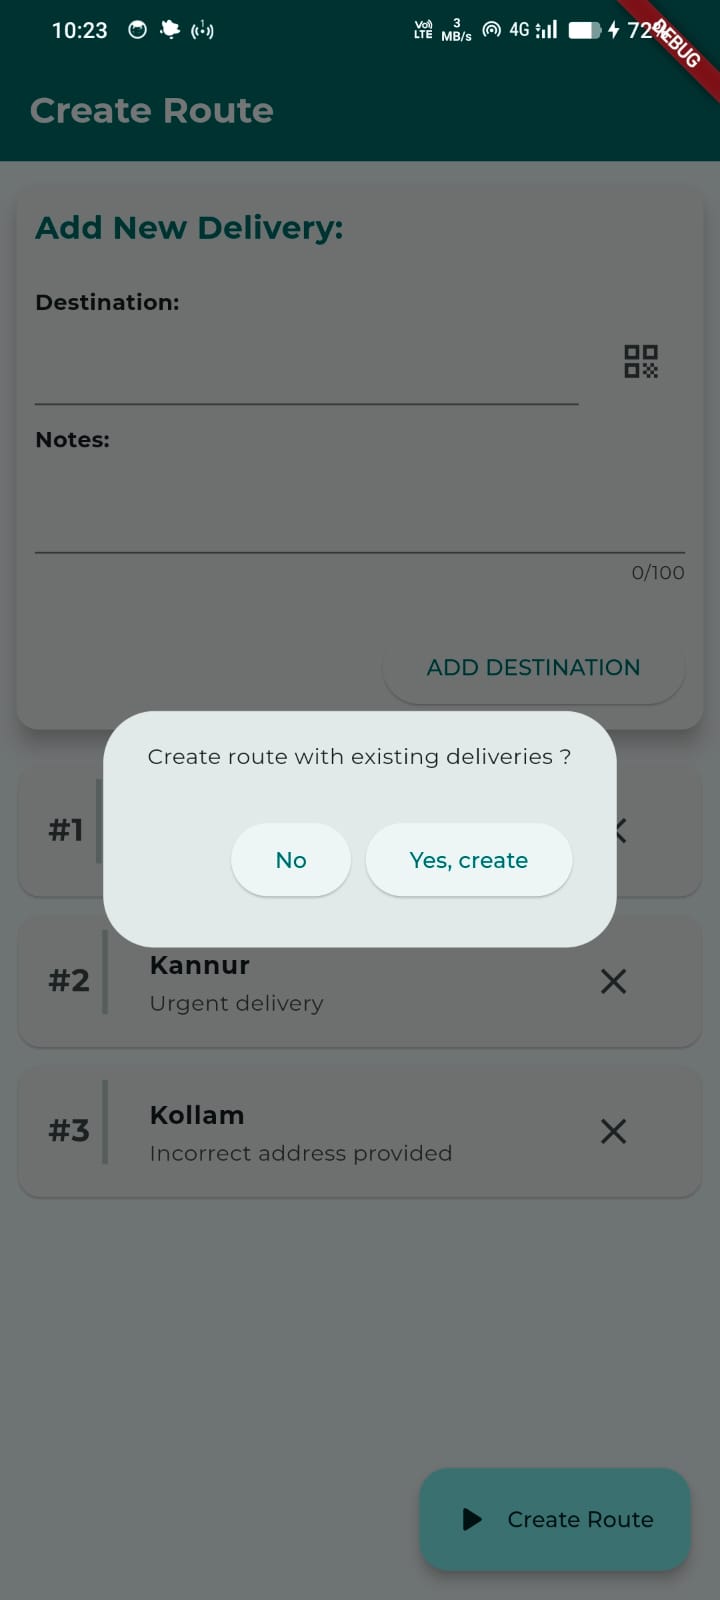 10:23 VoD LTE 3 MB/s 4G 72%
DEBUG
Create Route
Add New Delivery:
Destination:
Notes:
0/100
ADD DESTINATION
Create route with existing deliveries ?
No Yes, create
#1
#2 Kannur
Urgent delivery
#3 Kollam
Incorrect address provided
Create Route